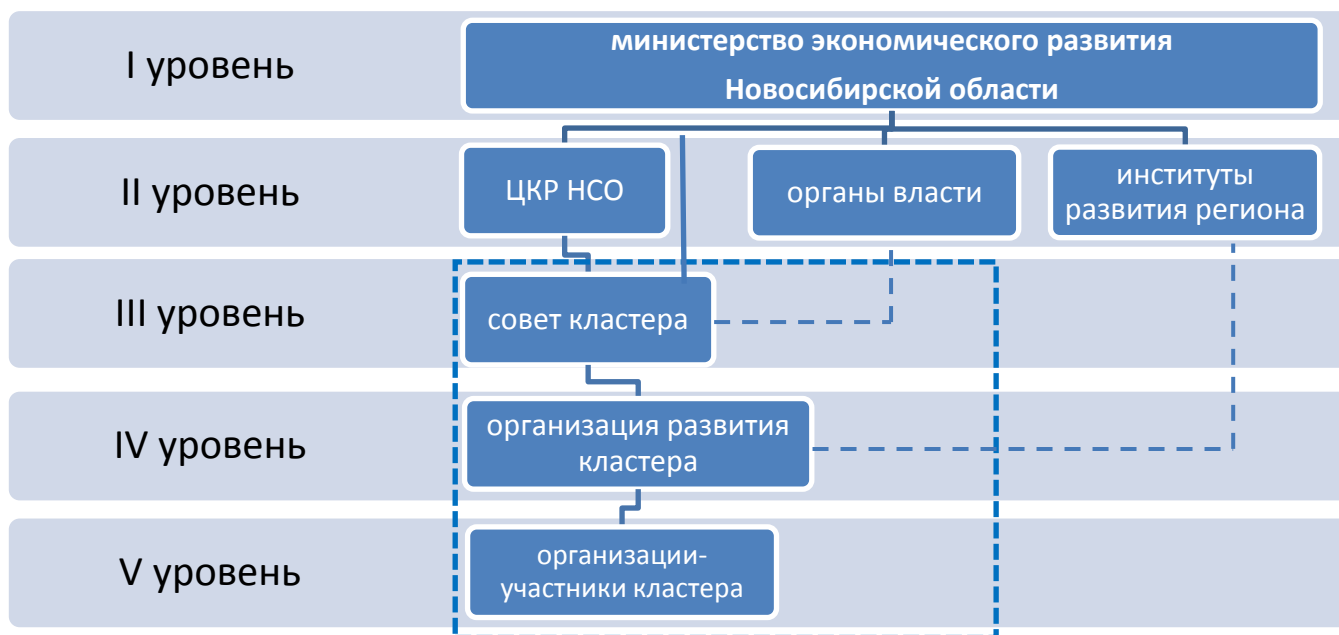 I уровень
министерство экономического развития
Новосибирской области
II уровень
ЦКР НСО
органы власти
институты
развития региона
III уровень
совет кластера
IV уровень
организация развития
кластера
V уровень
организации-
участники кластера